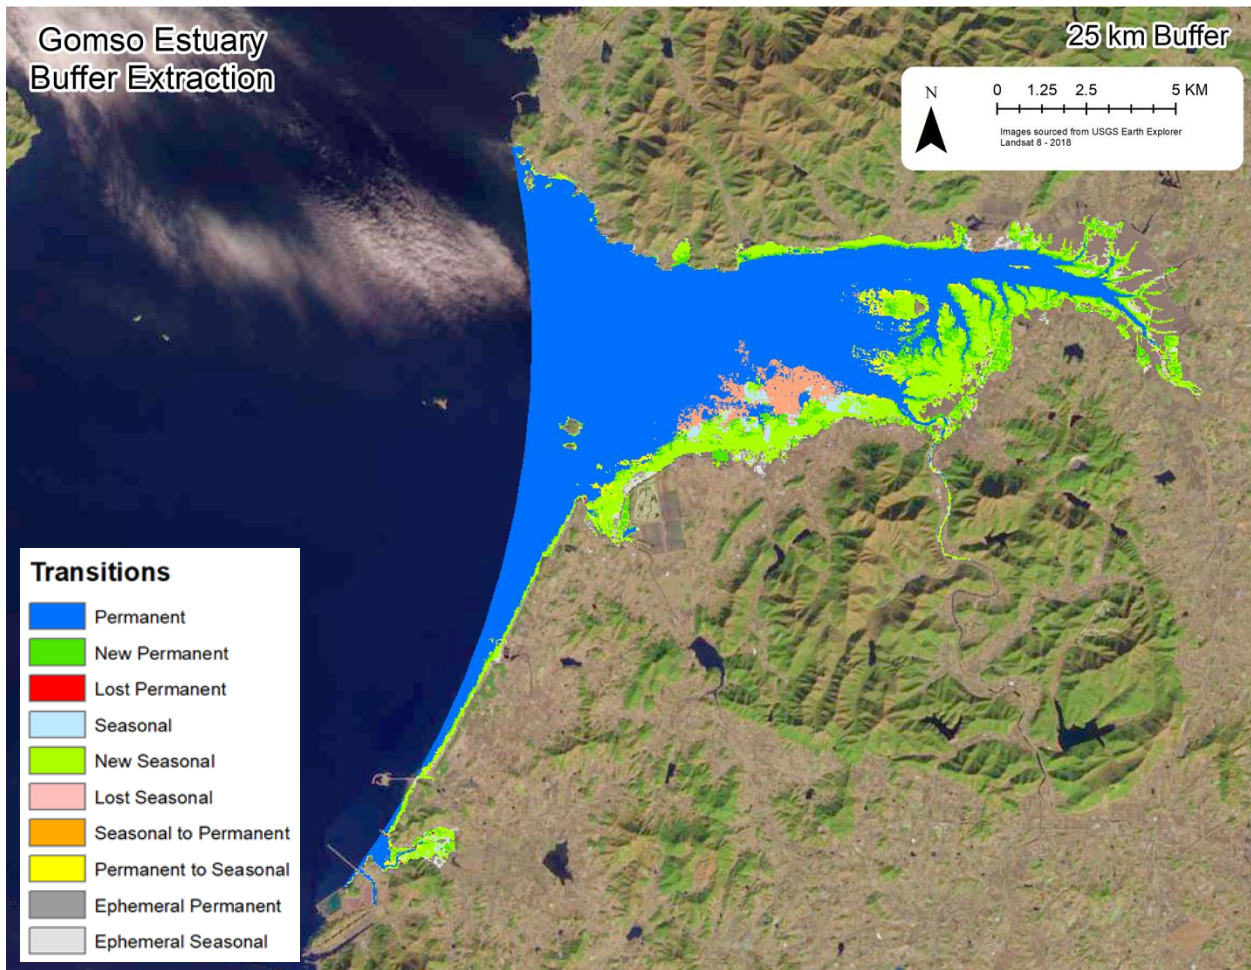 Gomso Estuary
Buffer Extraction
25 km Buffer
N
0 1.25 2.5 5 KM
Images sourced from USGS Earth Explorer
Landsat 8 - 2018
Transitions
Permanent
New Permanent
Lost Permanent
Seasonal
New Seasonal
Lost Seasonal
Seasonal to Permanent
Permanent to Seasonal
Ephemeral Permanent
Ephemeral Seasonal